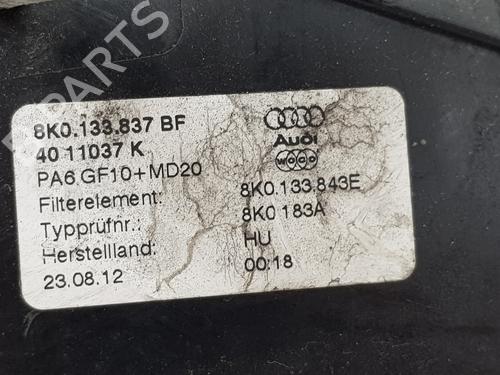 8K0.133.837 BF
40 11037 K
PA6 GF10+MD20
Filterelement: 8K0.133.843E
Typprüfnr.: 8K0 183A
Herstellland: HU
23.08.12 00:18
Audi
woco